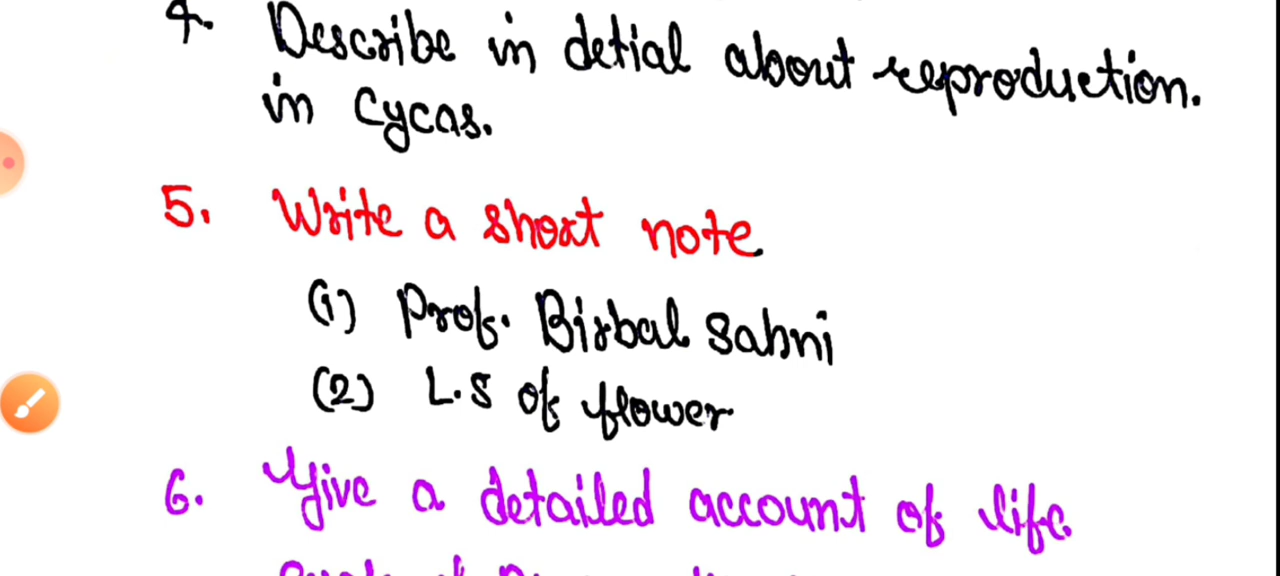 4. Describe in detial about reproduction.
in Cycas.
5. Write a short note
(1) Prof. Birbal Sahni
(2) L.S of flower
6. Give a detailed account of life